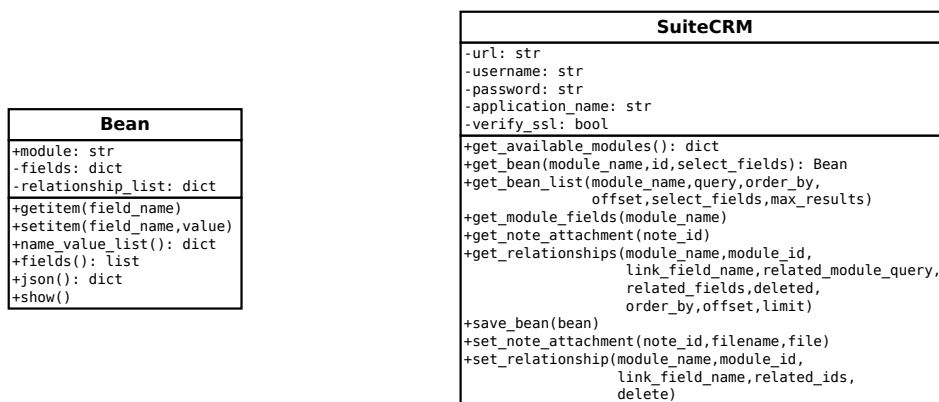 Bean
+module: str
-fields: dict
-relationship_list: dict
+getitem(field_name)
+setitem(field_name,value)
+name_value_list(): dict
+fields(): list
+json(): dict
+show()
SuiteCRM
-url: str
-username: str
-password: str
-application_name: str
-verify_ssl: bool
+get_available_modules(): dict
+get_bean(module_name,id,select_fields): Bean
+get_bean_list(module_name,query,order_by,
offset,select_fields,max_results)
+get_module_fields(module_name)
+get_note_attachment(note_id)
+get_relationships(module_name,module_id,
link_field_name,related_module_query,
related_fields,deleted,
order_by,offset,limit)
+save_bean(bean)
+set_note_attachment(note_id,filename,file)
+set_relationship(module_name,module_id,
link_field_name,related_ids,
delete)